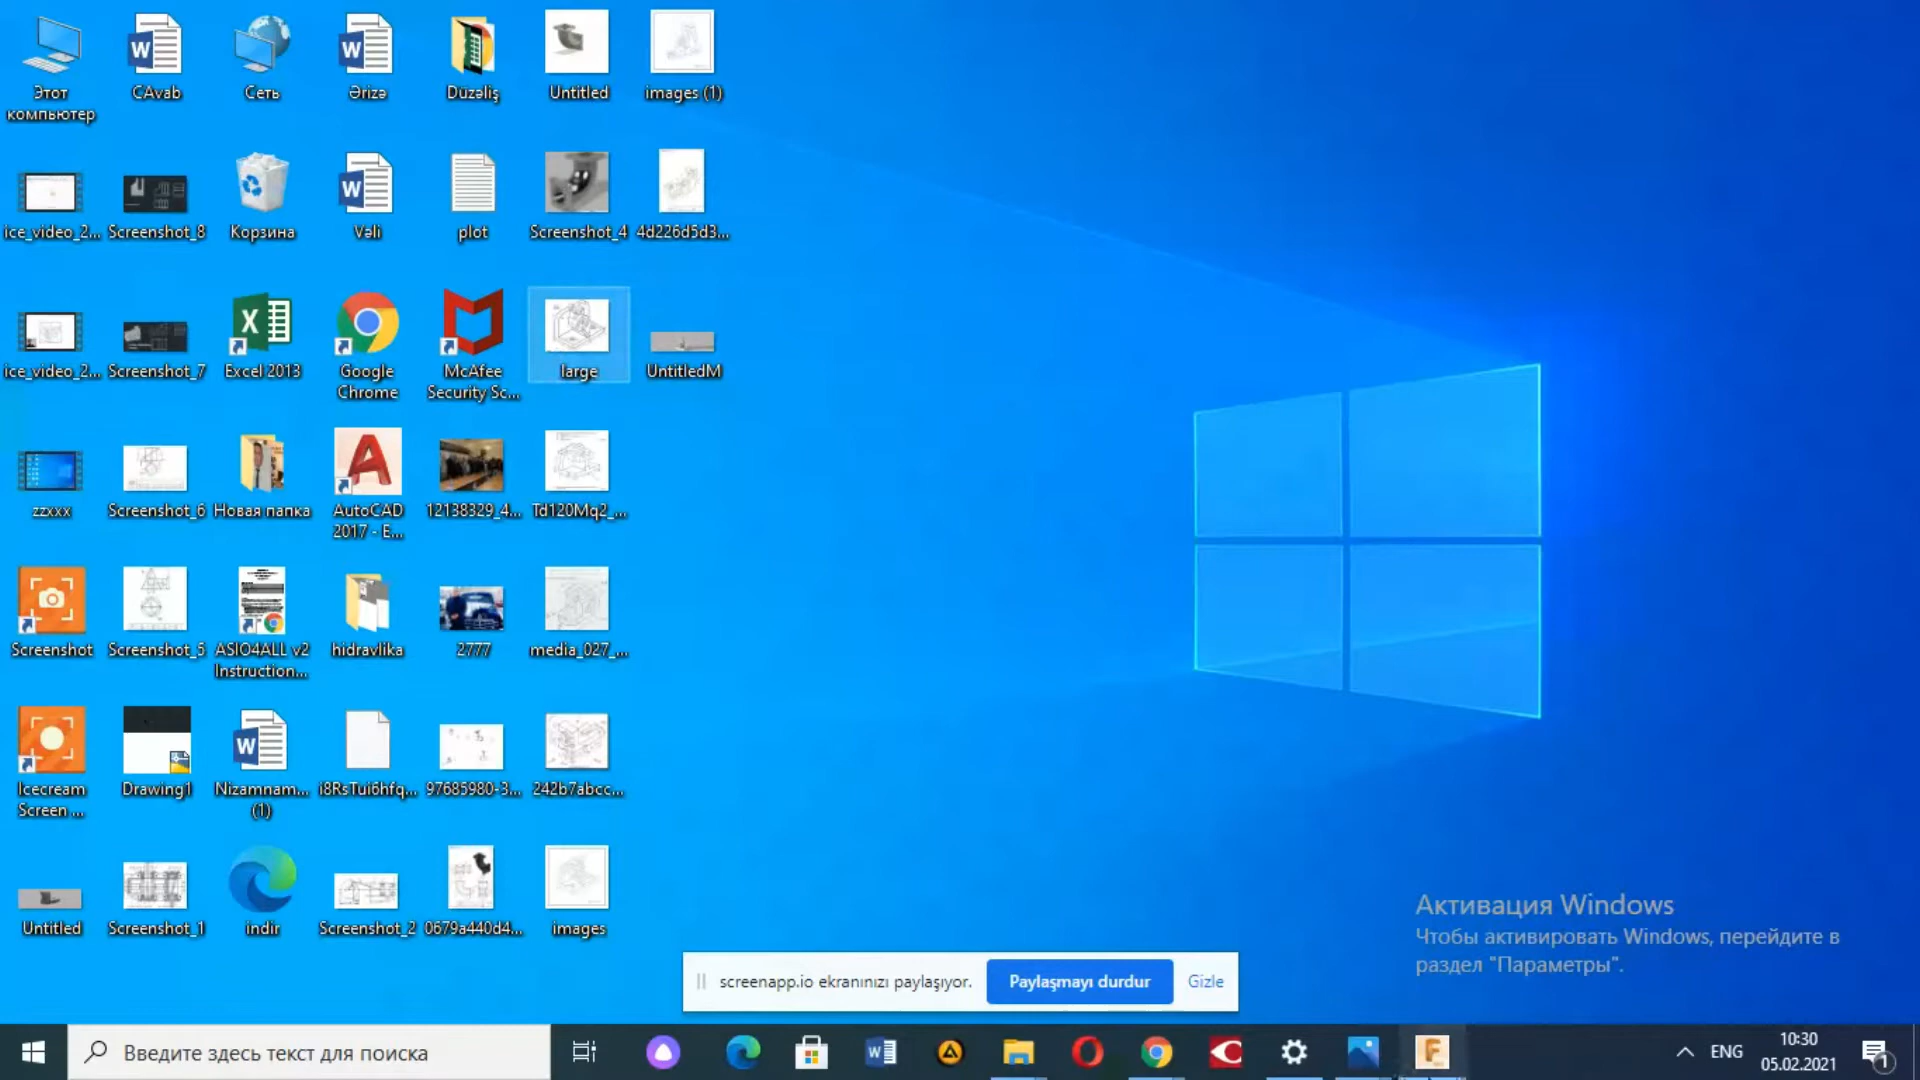 Этот
компьютер
CAvab
Сеть
Ərizə
Düzəliş
Untitled
images (1)
ice_video_2...
Screenshot_8
Корзина
Vəli
plot
Screenshot_4
4d226d5d3...
ice_video_2...
Screenshot_7
Excel 2013
Google
Chrome
McAfee
Security Sc...
large
UntitledM
zzxxx
Screenshot_6
Новая папка
AutoCAD
2017 - E...
12138329_4...
Td120Mq2_...
Screenshot
Screenshot_5
ASIO4ALL v2
Instruction...
hidravlika
2777
media_027_...
Icecream
Screen ...
Drawing1
Nizamnam...
(1)
i8RsTui6hfq...
97685980-3...
242b7abcc...
Untitled
Screenshot_1
indir
Screenshot_2
0679a440d4...
images
Активация Windows
Чтобы активировать Windows, перейдите в
раздел "Параметры".
screenapp.io ekranınızı paylaşıyor.
Paylaşmayı durdur
Gizle
Введите здесь текст для поиска
ENG
10:30
05.02.2021
1